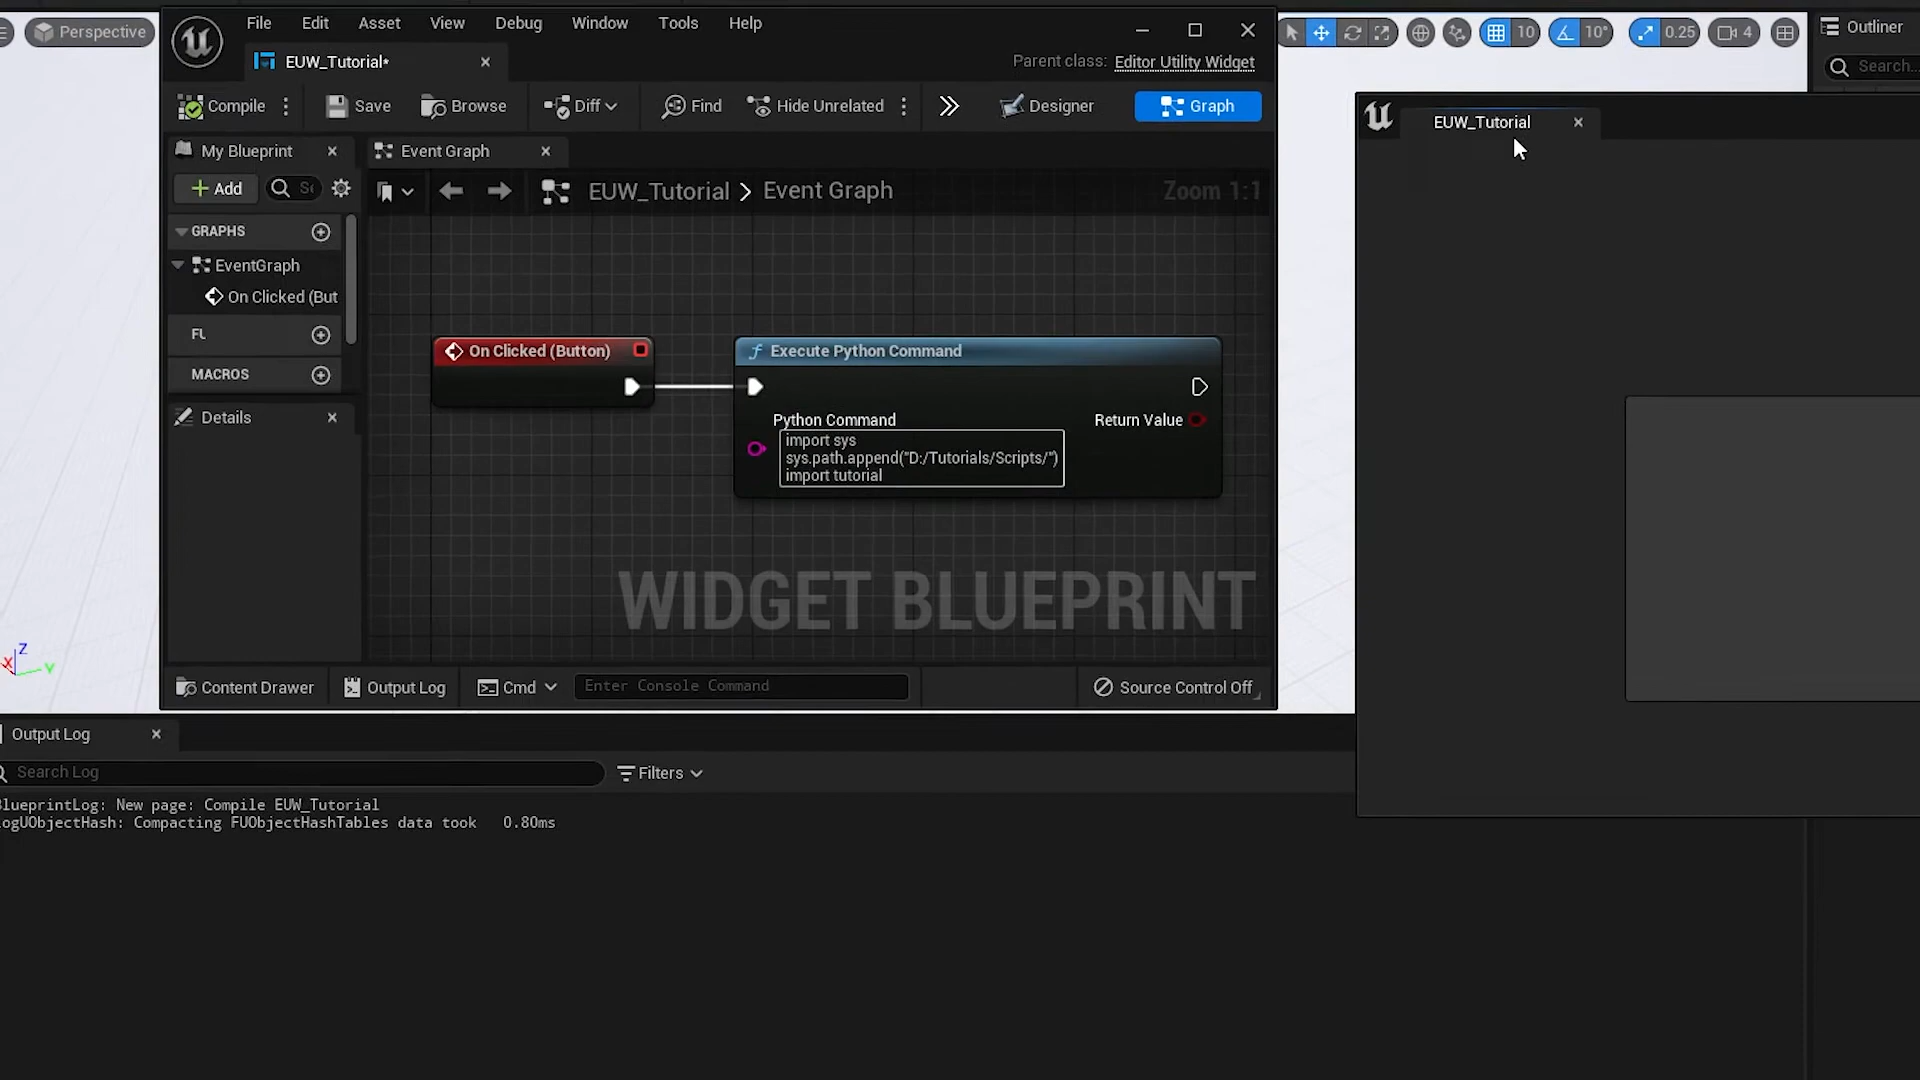 Perspective
File Edit Asset View Debug Window Tools Help
10 10° 0.25 4
Outliner
EUW_Tutorial*
Parent class: Editor Utility Widget
Search...
Compile Save Browse Diff Find Hide Unrelated Designer Graph
EUW_Tutorial
My Blueprint Event Graph
Add
EUW_Tutorial > Event Graph
Zoom 1:1
GRAPHS
EventGraph
On Clicked (But
MACROS
Details
On Clicked (Button)
Execute Python Command
Python Command
Return Value
import sys
sys.path.append("D:/Tutorials/Scripts/")
import tutorial
WIDGET BLUEPRINT
Content Drawer Output Log Cmd Enter Console Command Source Control Off
Output Log
Search Log Filters
lueprintLog: New page: Compile EUW_Tutorial
ogUObjectHash: Compacting FUObjectHashTables data took 0.80ms